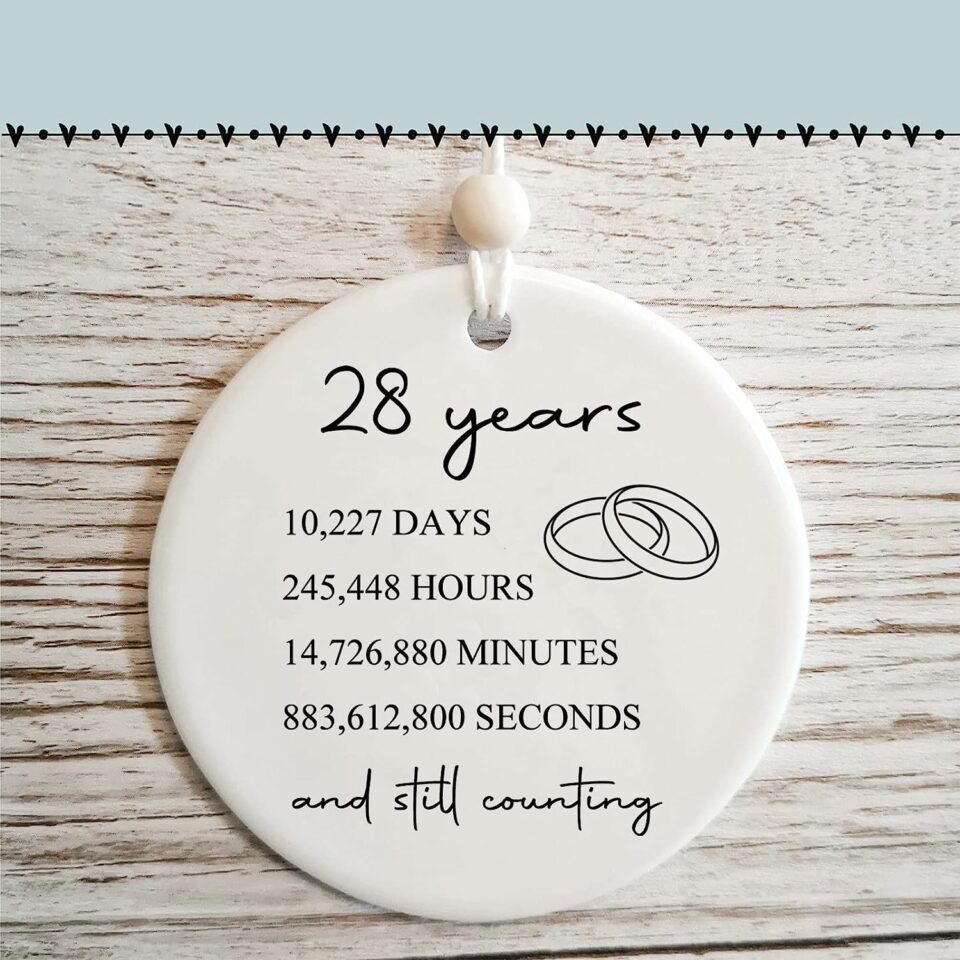 28 years
10,227 DAYS
245,448 HOURS
14,726,880 MINUTES
883,612,800 SECONDS
and still counting